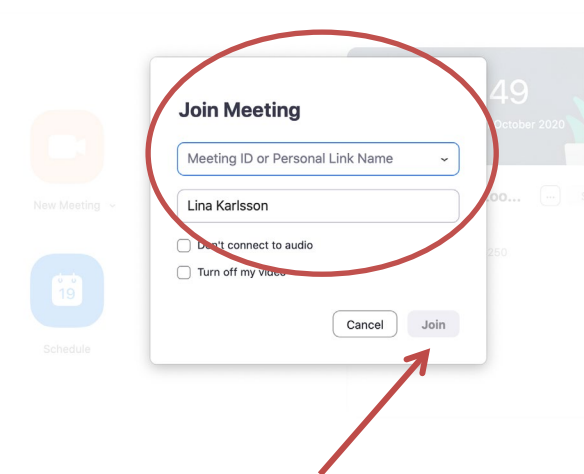 49
October 2020
Join Meeting
Meeting ID or Personal Link Name
New Meeting
Lina Karlsson
Don't connect to audio
250
Turn off my video
19
Cancel
Join
Schedule